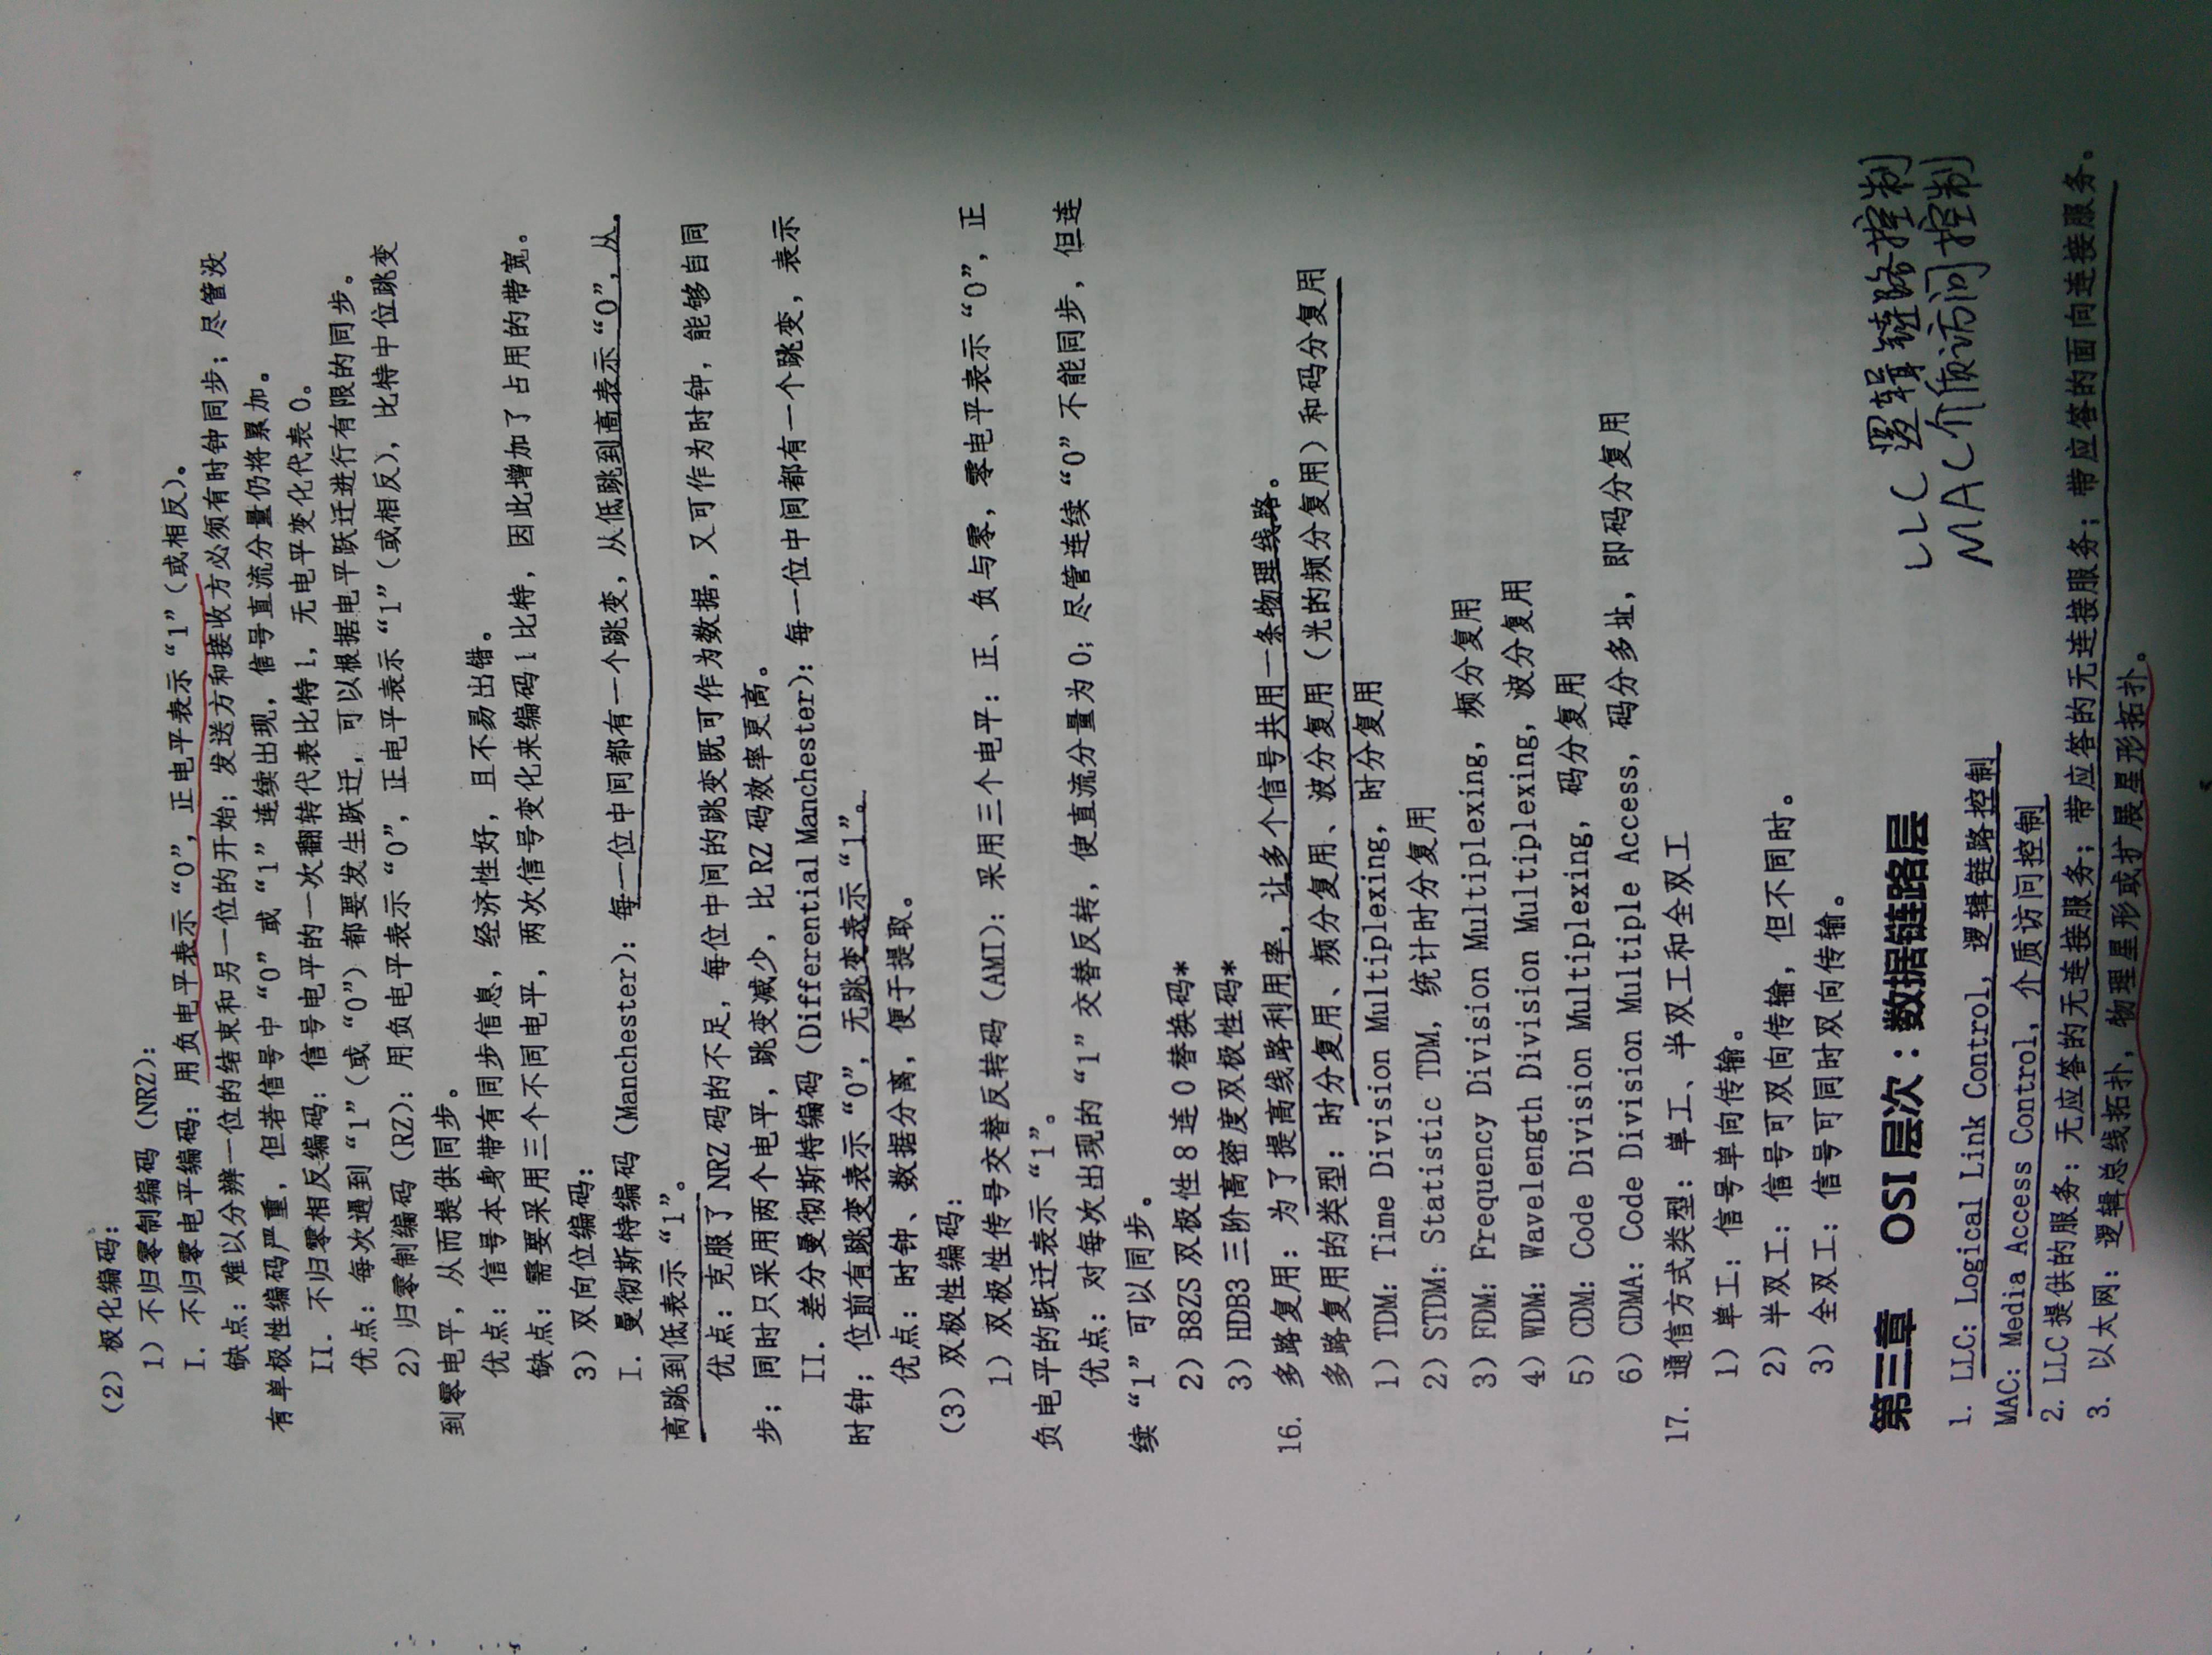 （2）极化编码：
1）不归零制编码（NRZ）：
I. 不归零电平编码：用负电平表示“0”，正电平表示“1”（或相反）。
缺点：难以分辨一位的结束和另一位的开始；发送方和接收方必须有时钟同步；尽管没
有单极性编码严重，但若信号中“0”或“1”连续出现，信号直流分量仍将累加。
II. 不归零相反编码：信号电平的一次翻转代表比特1，无电平变化代表0。
优点：每次遇到“1”（或“0”）都要发生跃迁，可以根据电平跃迁进行有限的同步。
2）归零制编码（RZ）：用负电平表示“0”，正电平表示“1”（或相反），比特中位跳变
到零电平，从而提供同步。
优点：信号本身带有同步信息，经济性好，且不易出错。
缺点：需要采用三个不同电平，两次信号变化来编码1比特，因此增加了占用的带宽。
3）双向位编码：
I. 曼彻斯特编码（Manchester）：每一位中间都有一个跳变，从低跳到高表示“0”，从
高跳到低表示“1”。
优点：克服了NRZ码的不足，每位中间的跳变既可作为数据，又可作为时钟，能够自同
步；同时只采用两个电平，跳变减少，比RZ码效率更高。
II. 差分曼彻斯特编码（Differential Manchester）：每一位中间都有一个跳变，表示
时钟；位前有跳变表示“0”，无跳变表示“1”。
优点：时钟、数据分离，便于提取。
（3）双极性编码：
1）双极性传号交替反转码（AMI）：采用三个电平：正、负与零，零电平表示“0”，正
负电平的跃迁表示“1”。
优点：对每次出现的“1”交替反转，使直流分量为0；尽管连续“0”不能同步，但连
续“1”可以同步。
2）B8ZS 双极性8连0替换码*
3）HDB3 三阶高密度双极性码*
16. 多路复用：为了提高线路利用率，让多个信号共用一条物理线路。
多路复用的类型：时分复用、频分复用、波分复用（光的频分复用）和码分复用
1）TDM：Time Division Multiplexing，时分复用
2）STDM：Statistic TDM，统计时分复用
3）FDM：Frequency Division Multiplexing，频分复用
4）WDM：Wavelength Division Multiplexing，波分复用
5）CDM：Code Division Multiplexing，码分复用
6）CDMA：Code Division Multiple Access，码分多址，即码分复用
17. 通信方式类型：单工、半双工和全双工
1）单工：信号单向传输。
2）半双工：信号可双向传输，但不同时。
3）全双工：信号可同时双向传输。
第三章 OSI层次：数据链路层
LLC 逻辑链路控制
MAC介质访问控制
1. LLC：Logical Link Control，逻辑链路控制
MAC：Media Access Control，介质访问控制
2. LLC提供的服务：无应答的无连接服务；带应答的无连接服务；带应答的面向连接服务。
3. 以太网：逻辑总线拓扑，物理星形或扩展星形拓扑。